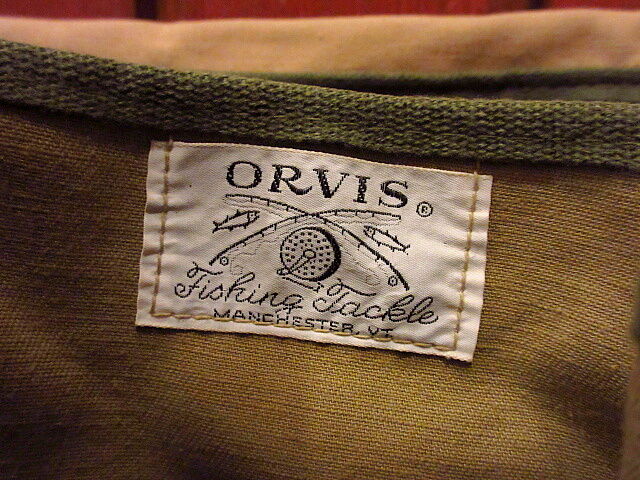 ORVIS®
Fishing Tackle
MANCHESTER, VT